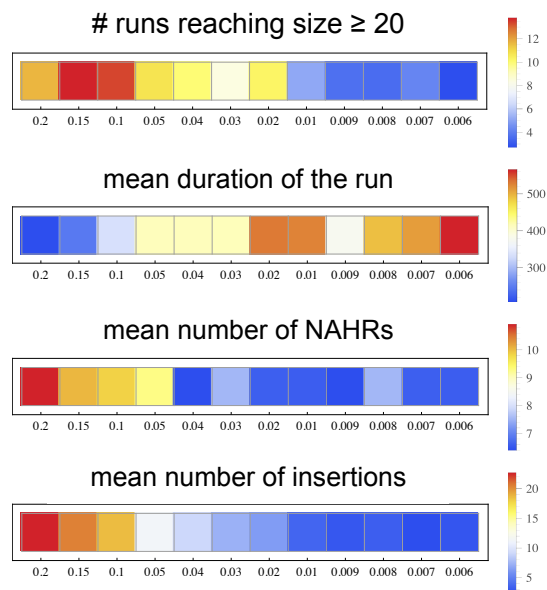 # runs reaching size ≥ 20
12
10
8
6
4
0.2 0.15 0.1 0.05 0.04 0.03 0.02 0.01 0.009 0.008 0.007 0.006
mean duration of the run
500
400
300
0.2 0.15 0.1 0.05 0.04 0.03 0.02 0.01 0.009 0.008 0.007 0.006
mean number of NAHRs
10
9
8
7
0.2 0.15 0.1 0.05 0.04 0.03 0.02 0.01 0.009 0.008 0.007 0.006
mean number of insertions
20
15
10
5
0.2 0.15 0.1 0.05 0.04 0.03 0.02 0.01 0.009 0.008 0.007 0.006